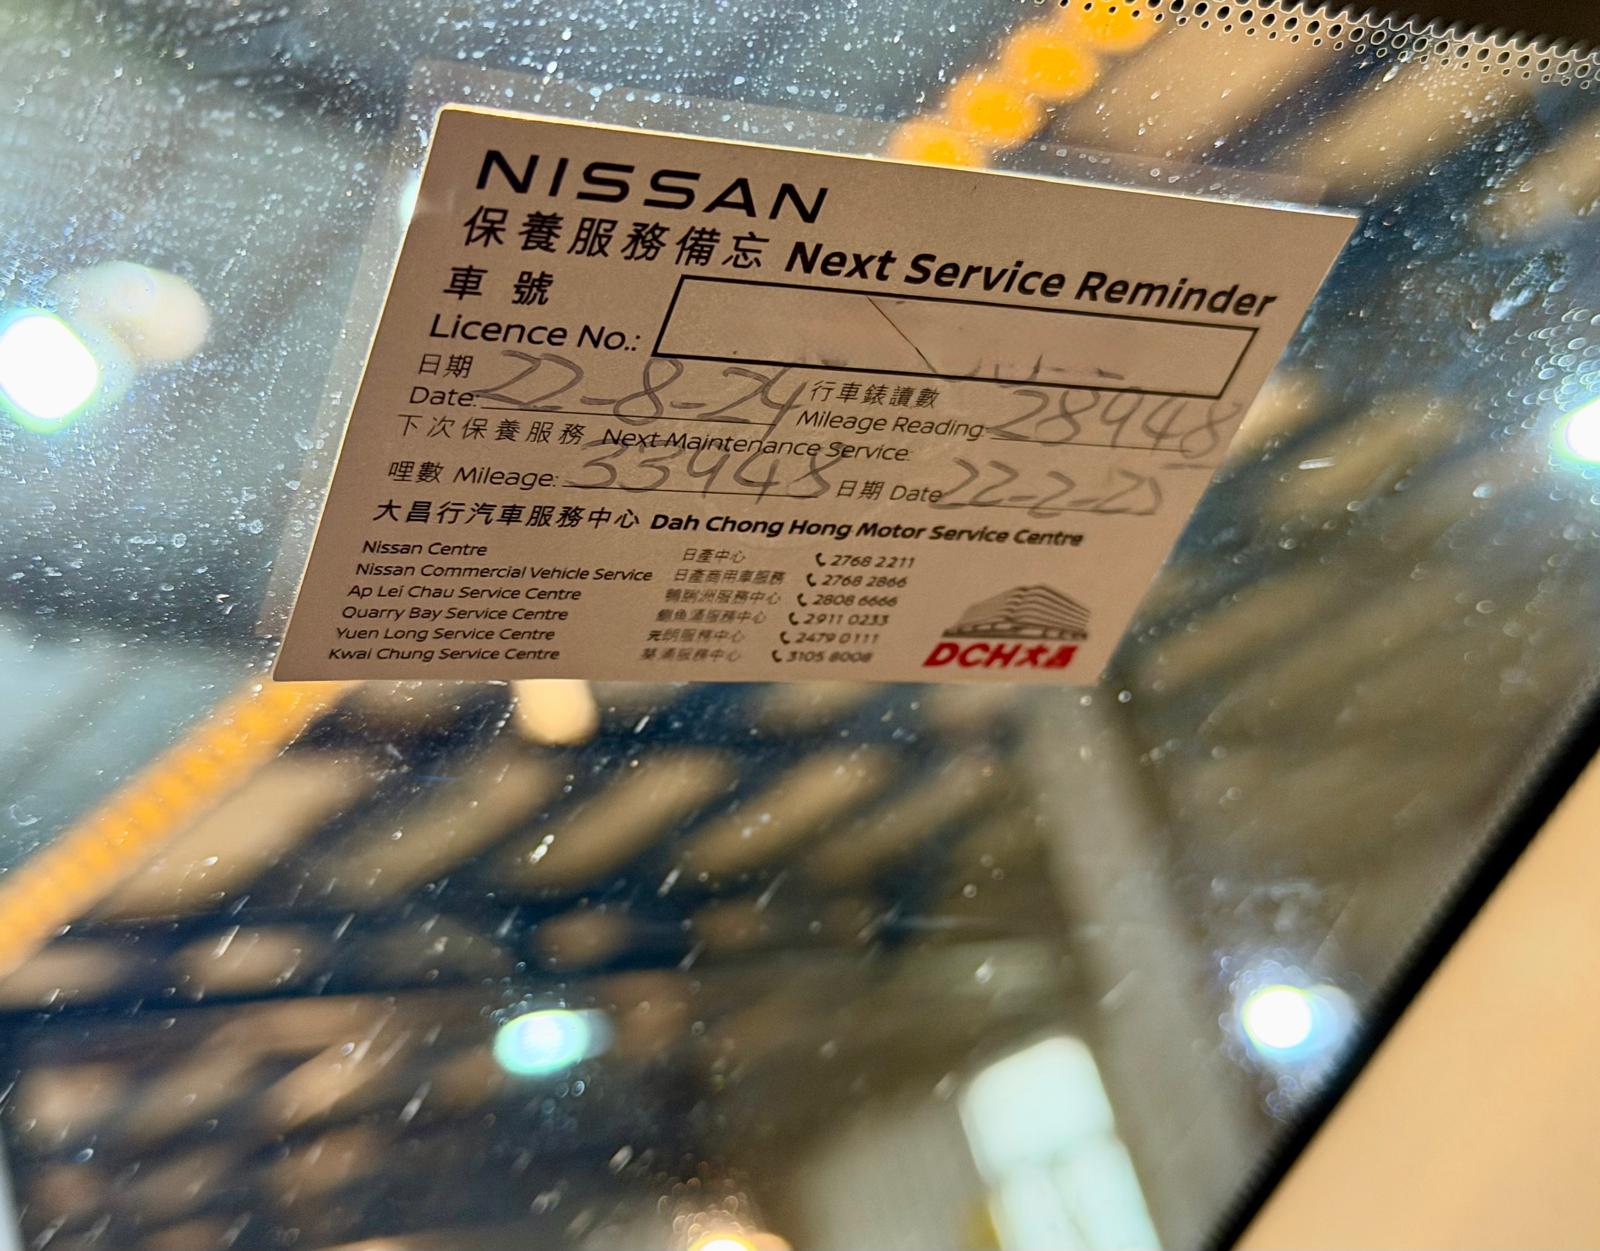 NISSAN
保養服務備忘 Next Service Reminder
車號
Licence No.:
日期
Date: 22-8-24 行車錶讀數 Mileage Reading: 28948
下次保養服務 Next Maintenance Service:
哩數 Mileage: 33948 日期 Date 22-2-25
大昌行汽車服務中心 Dah Chong Hong Motor Service Centre
Nissan Centre 日產中心 2768 2211
Nissan Commercial Vehicle Service 日產商用車服務 2768 2866
Ap Lei Chau Service Centre 鴨脷洲服務中心 2808 6666
Quarry Bay Service Centre 鰂魚涌服務中心 2911 0233
Yuen Long Service Centre 元朗服務中心 2479 0111
Kwai Chung Service Centre 葵涌服務中心 3105 8008
DCH大昌